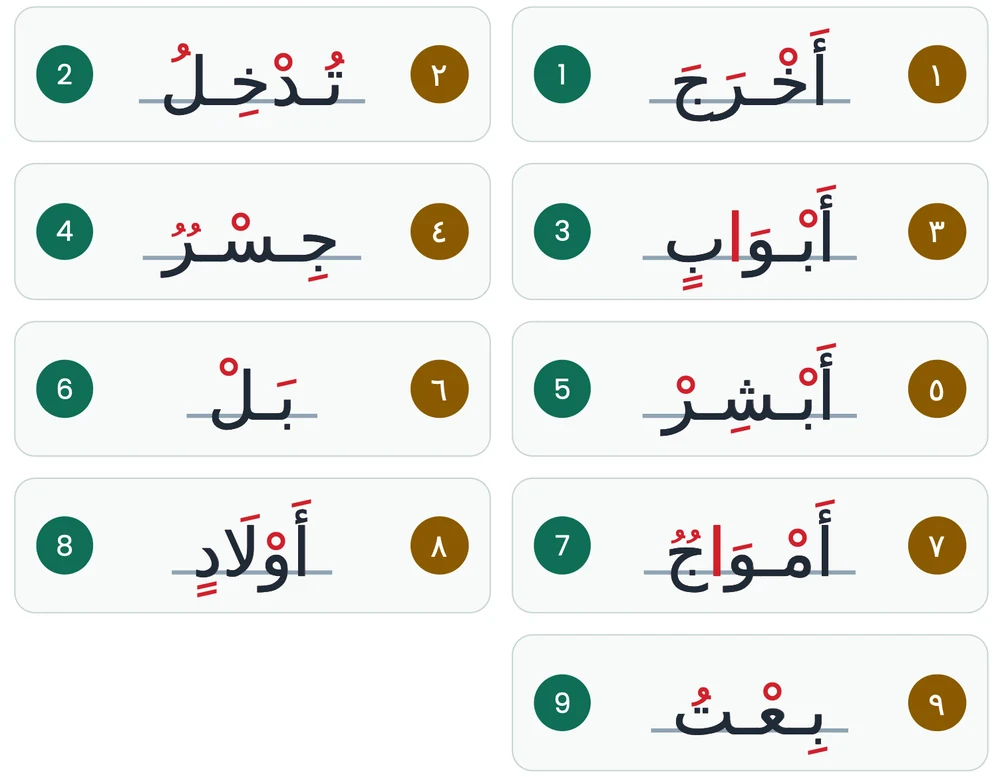 ١ أَخْرَجَ 1
٢ تُدْخِلُ 2
٣ أَبْوَابٍ 3
٤ جِسْرٌ 4
٥ أَبْشِرْ 5
٦ بَلْ 6
٧ أَمْوَاجٌ 7
٨ أَوْلَادٍ 8
٩ بِعْتُ 9